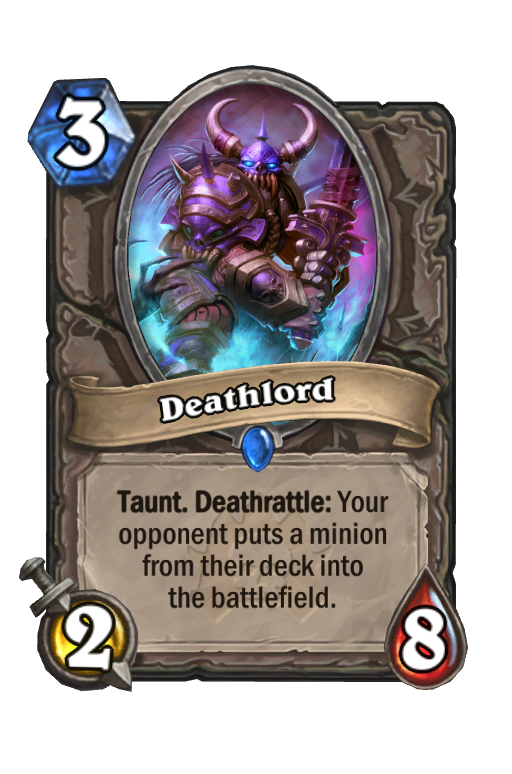 3
Deathlord
Taunt. Deathrattle: Your
opponent puts a minion
from their deck into
the battlefield.
2
8